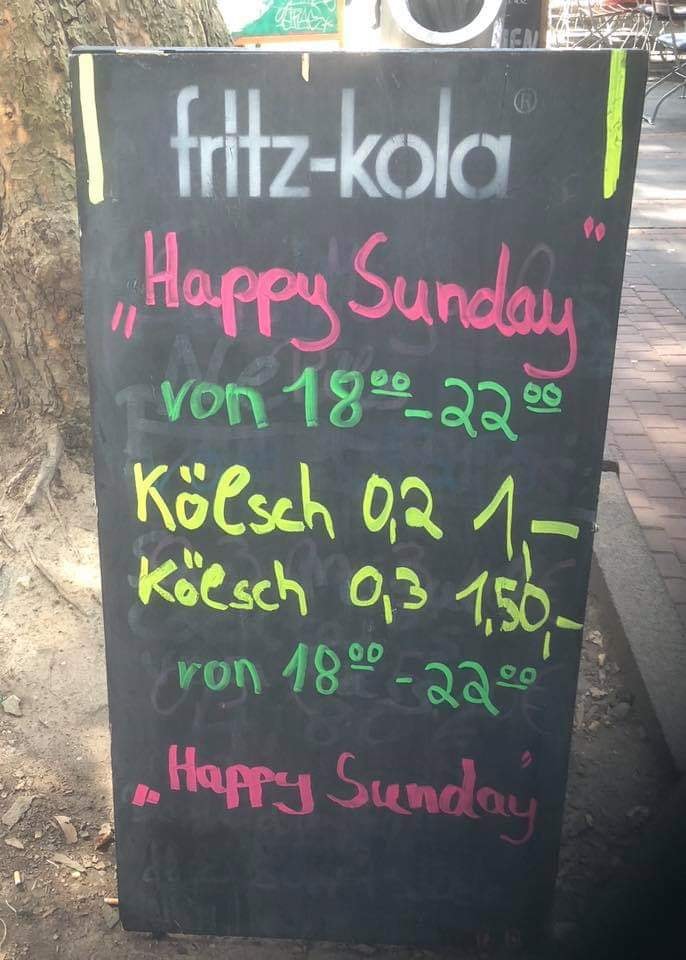 fritz-kola®
„Happy Sunday"
von 18⁰⁰-22⁰⁰
Kölsch 0,2 1,-
Kölsch 0,3 1,50,-
von 18⁰⁰-22⁰⁰
„Happy Sunday"